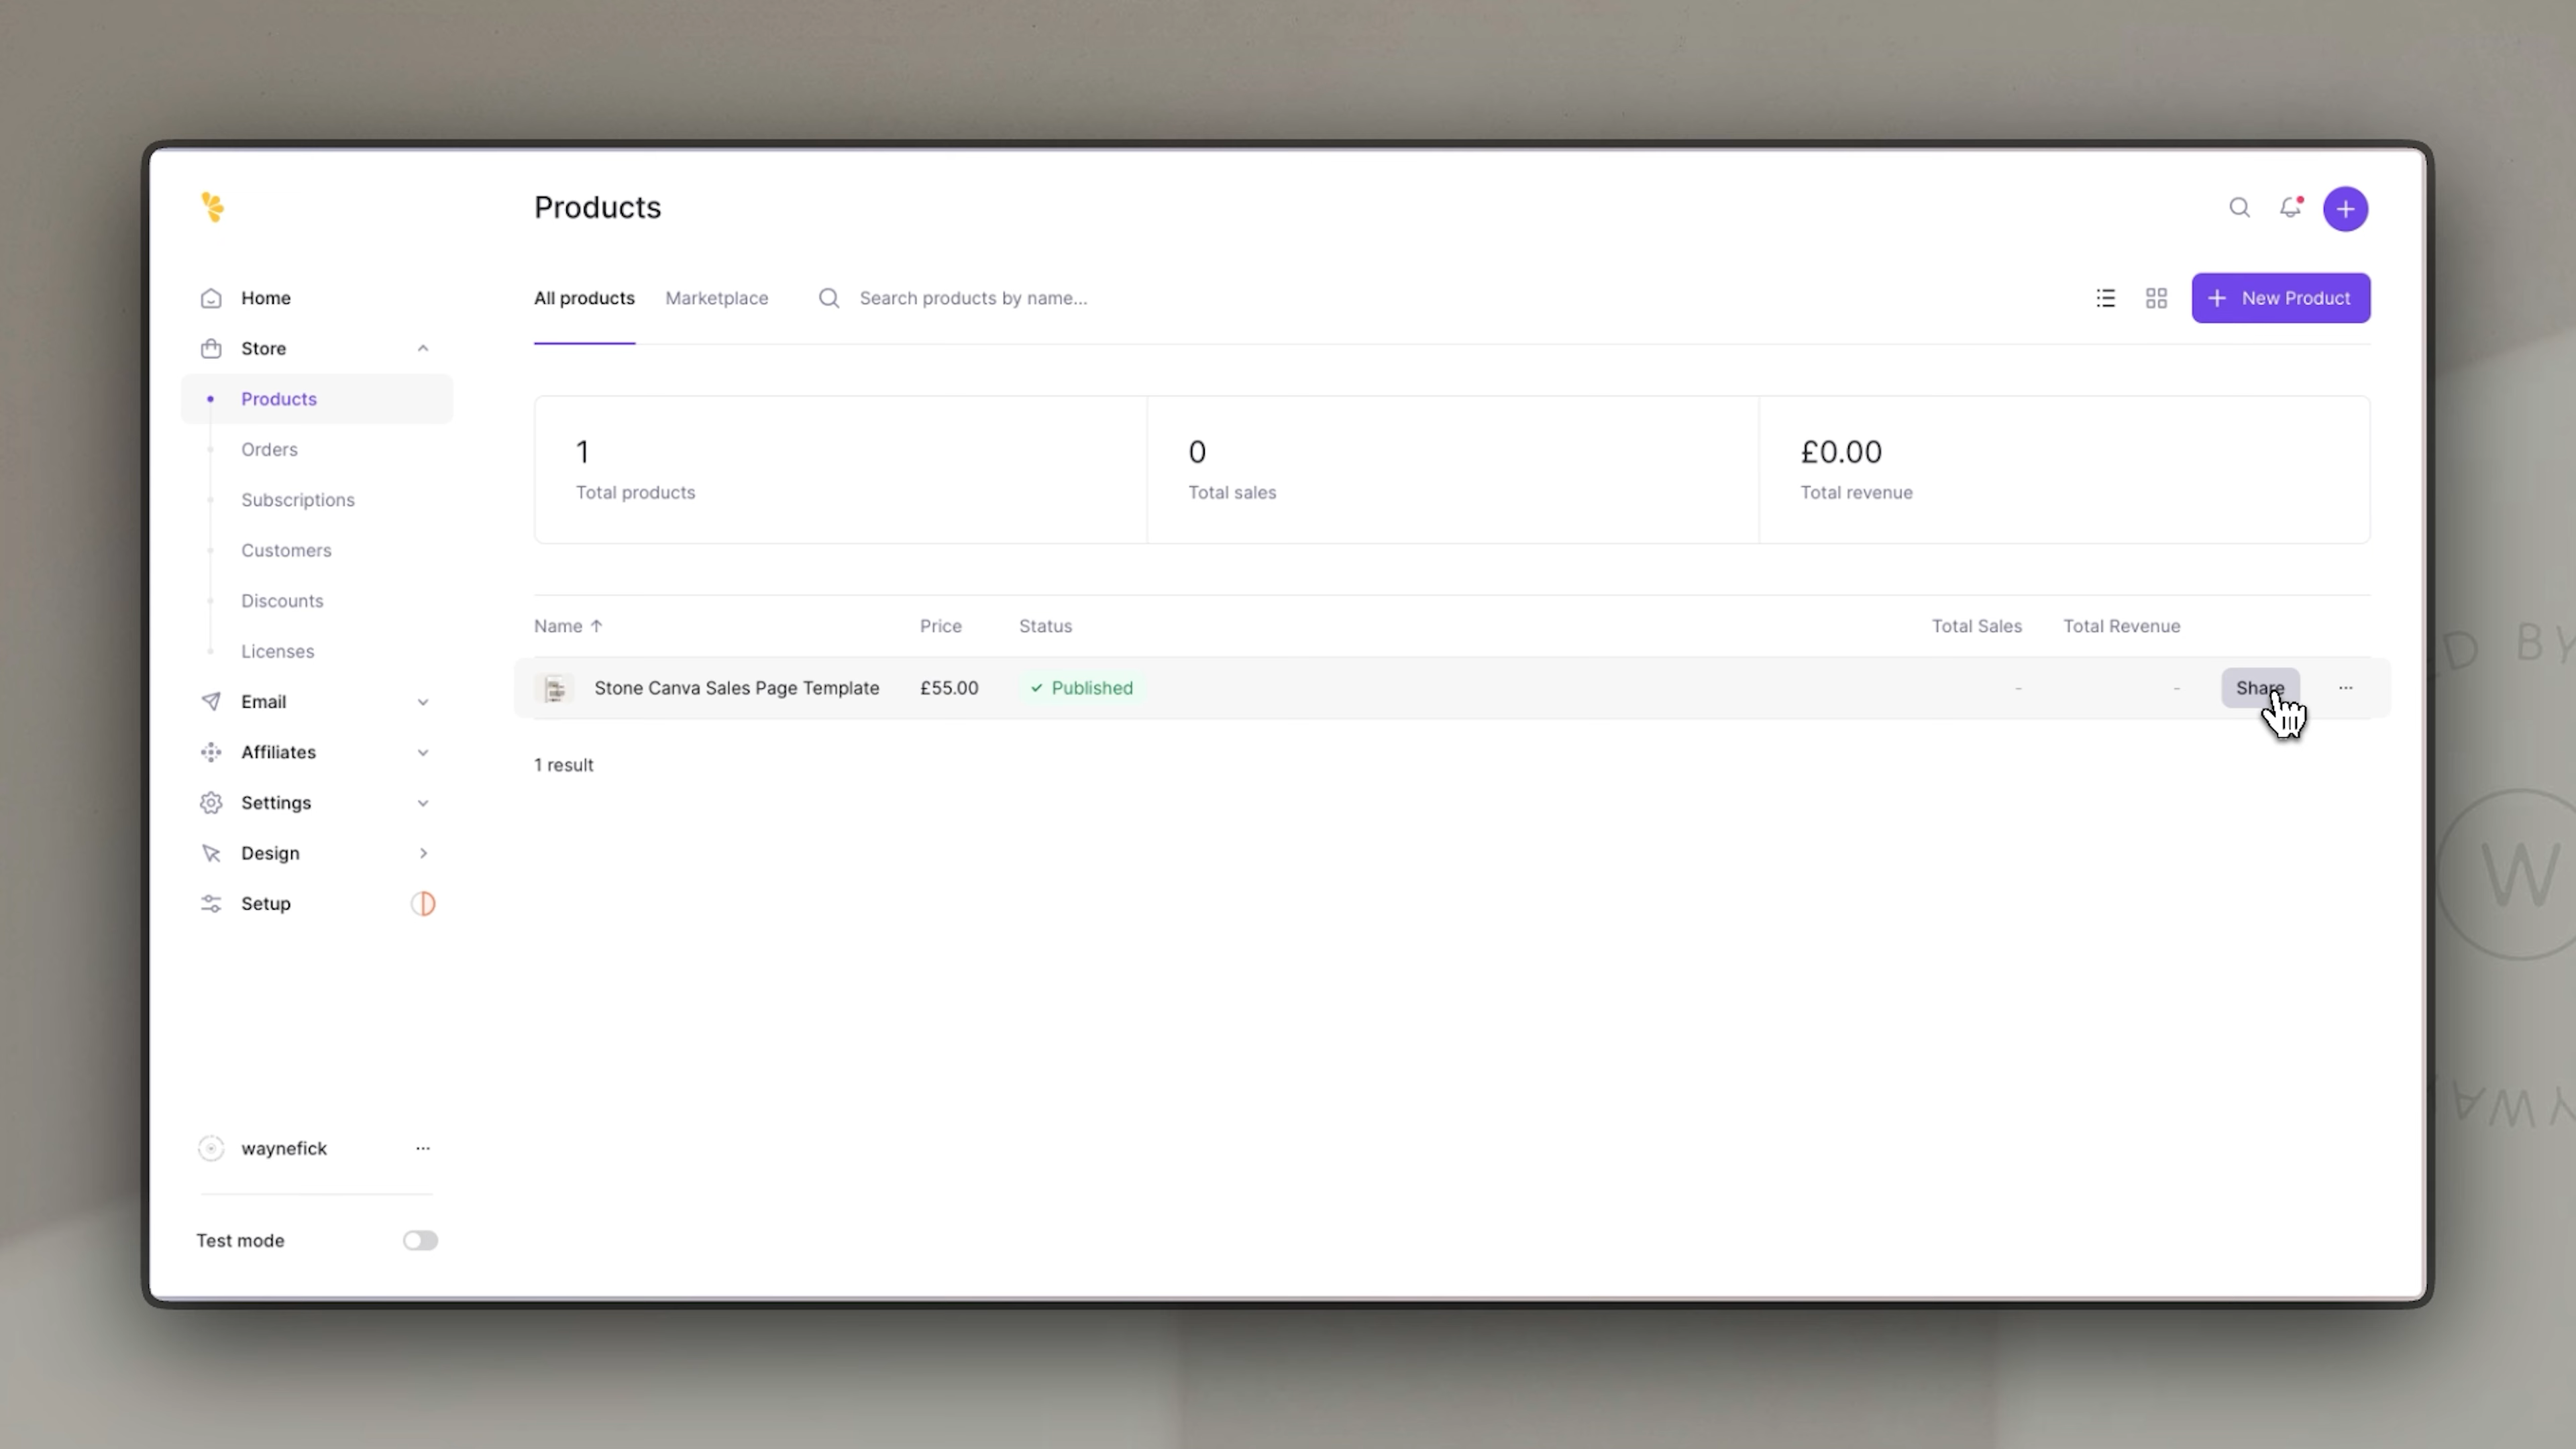 Products
Home
Store
Products
Orders
Subscriptions
Customers
Discounts
Licenses
Email
Affiliates
Settings
Design
Setup
waynefick
Test mode
All products Marketplace Search products by name...
New Product
1
Total products
0
Total sales
£0.00
Total revenue
Name ↑ Price Status Total Sales Total Revenue
Stone Canva Sales Page Template £55.00 Published - - Share ...
1 result
BY
W